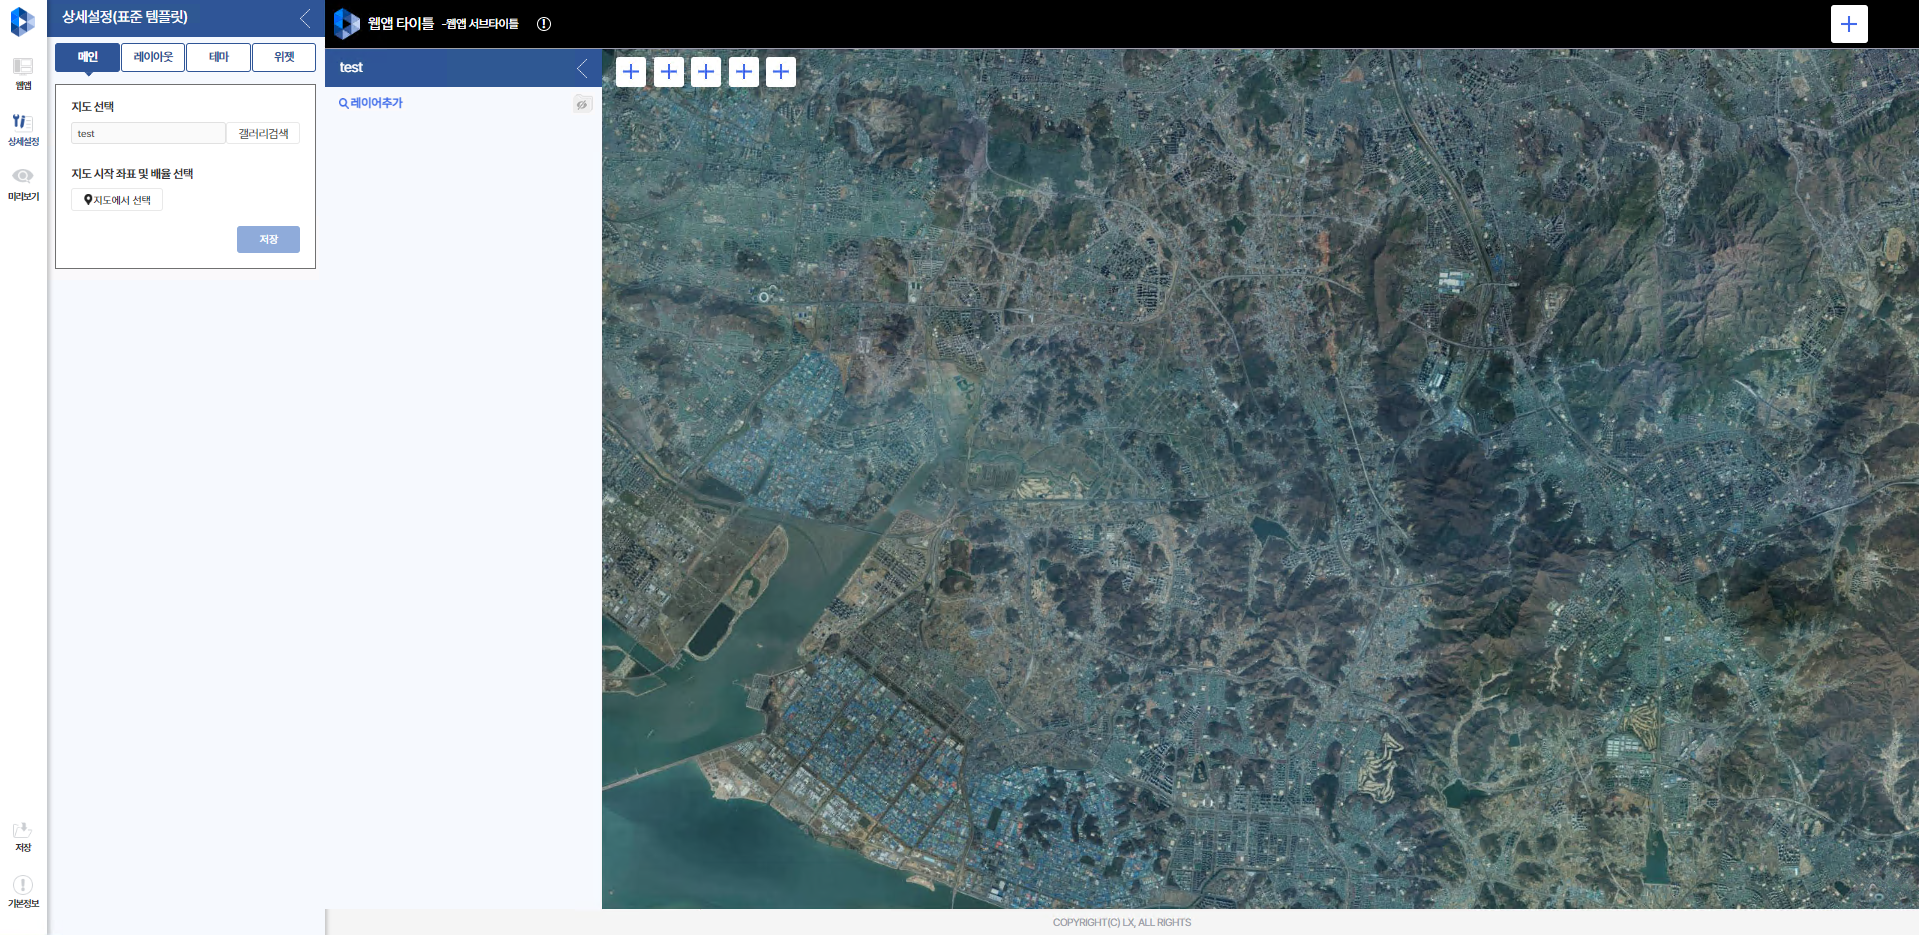 상세설정(표준 템플릿)
웹앱 타이틀 -웹앱 서브타이틀
메인
레이아웃
테마
위젯
test
웹맵
지도 선택
레이어추가
test
갤러리검색
상세설정
지도 시작 좌표 및 배율 선택
미리보기
지도에서 선택
저장
저장
기본정보
COPYRIGHT(C) LX, ALL RIGHTS